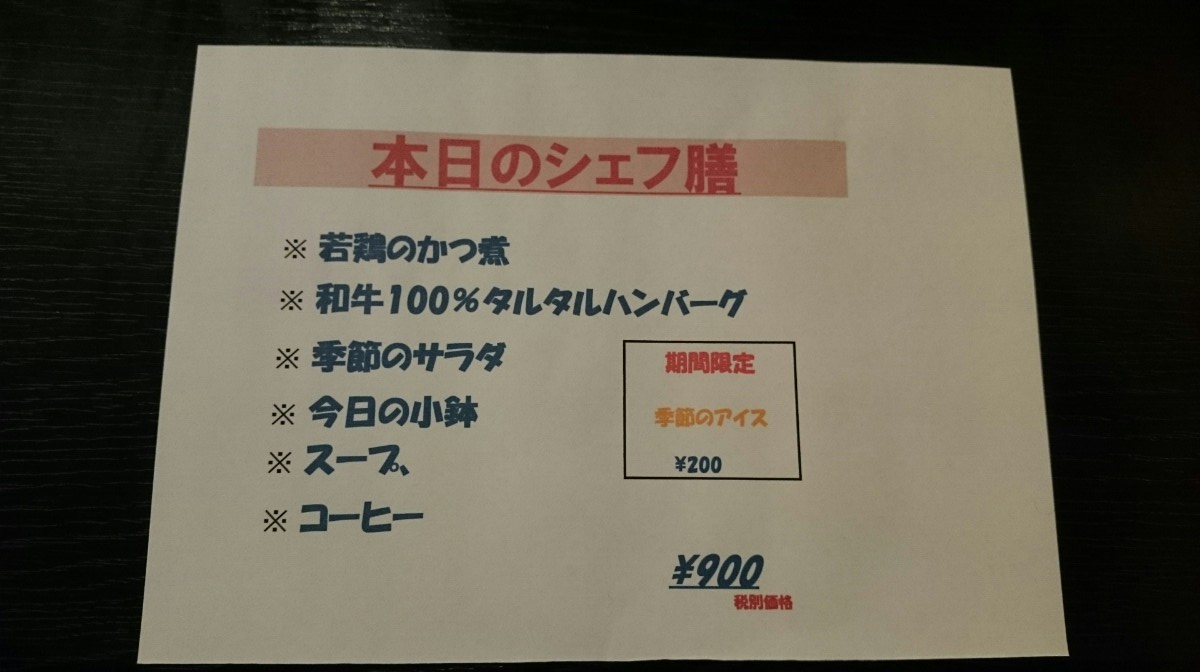 本日のシェフ膳
※ 若鶏のかつ煮
※ 和牛100%タルタルハンバーグ
※ 季節のサラダ
※ 今日の小鉢
※ スープ、
※ コーヒー
期間限定
季節のアイス
¥200
¥900
税別価格